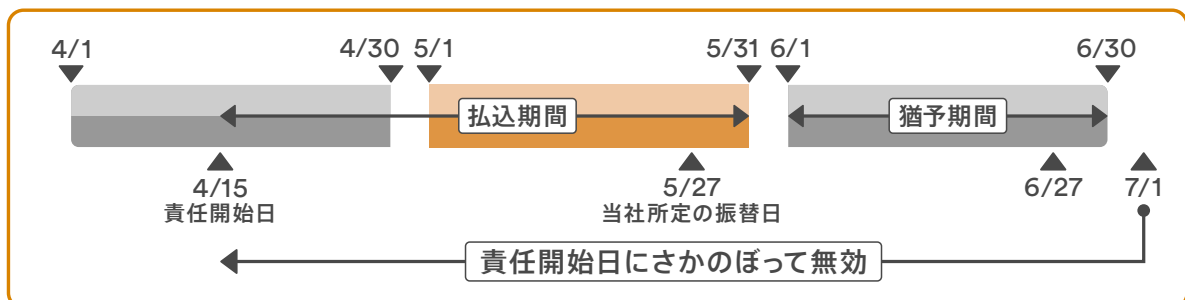 4/1 4/30 5/1 5/31 6/1 6/30
払込期間 猶予期間
4/15 5/27 6/27 7/1
責任開始日 当社所定の振替日
責任開始日にさかのぼって無効